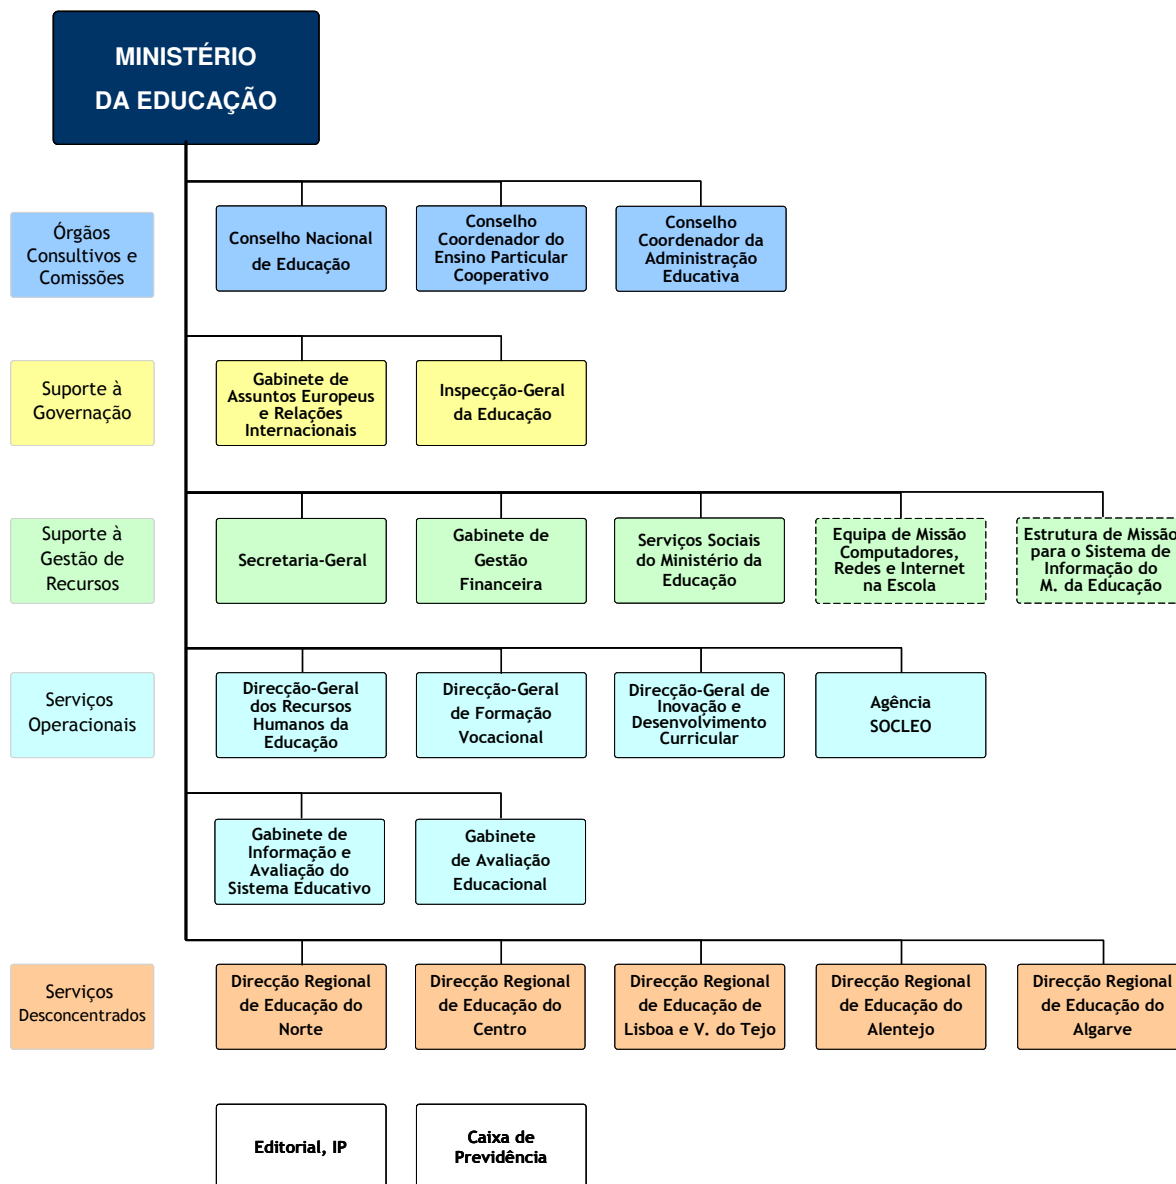 MINISTÉRIO
DA EDUCAÇÃO
Órgãos
Consultivos e
Comissões
Conselho Nacional
de Educação
Conselho
Coordenador do
Ensino Particular
Cooperativo
Conselho
Coordenador da
Administração
Educativa
Suporte à
Governação
Gabinete de
Assuntos Europeus
e Relações
Internacionais
Inspecção-Geral
da Educação
Suporte à
Gestão de
Recursos
Secretaria-Geral
Gabinete de
Gestão
Financeira
Serviços Sociais
do Ministério da
Educação
Equipa de Missão
Computadores,
Redes e Internet
na Escola
Estrutura de Missão
para o Sistema de
Informação do
M. da Educação
Serviços
Operacionais
Direcção-Geral
dos Recursos
Humanos da
Educação
Direcção-Geral
de Formação
Vocacional
Direcção-Geral de
Inovação e
Desenvolvimento
Curricular
Agência
SOCLEO
Gabinete de
Informação e
Avaliação do
Sistema Educativo
Gabinete
de Avaliação
Educacional
Serviços
Desconcentrados
Direcção Regional
de Educação do
Norte
Direcção Regional
de Educação do
Centro
Direcção Regional
de Educação de
Lisboa e V. do Tejo
Direcção Regional
de Educação do
Alentejo
Direcção Regional
de Educação do
Algarve
Editorial, IP
Caixa de
Previdência